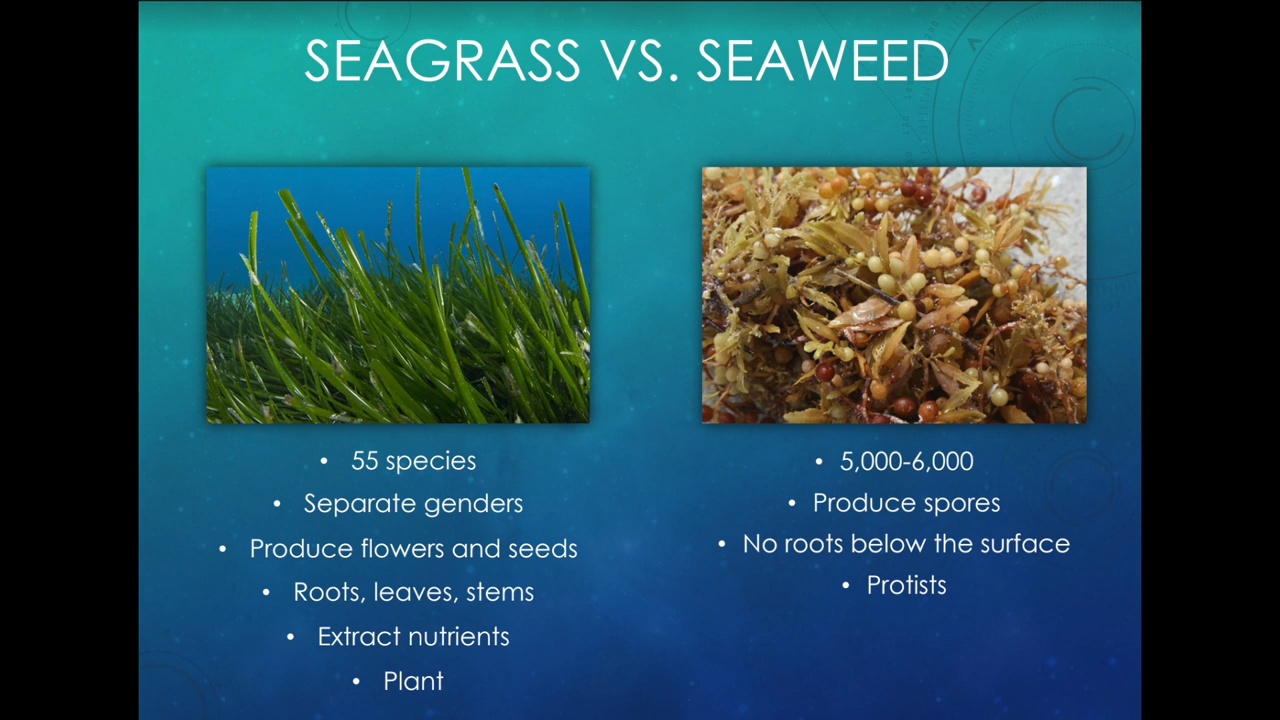 SEAGRASS VS. SEAWEED
• 55 species
• Separate genders
• Produce flowers and seeds
• Roots, leaves, stems
• Extract nutrients
• Plant
• 5,000-6,000
• Produce spores
• No roots below the surface
• Protists